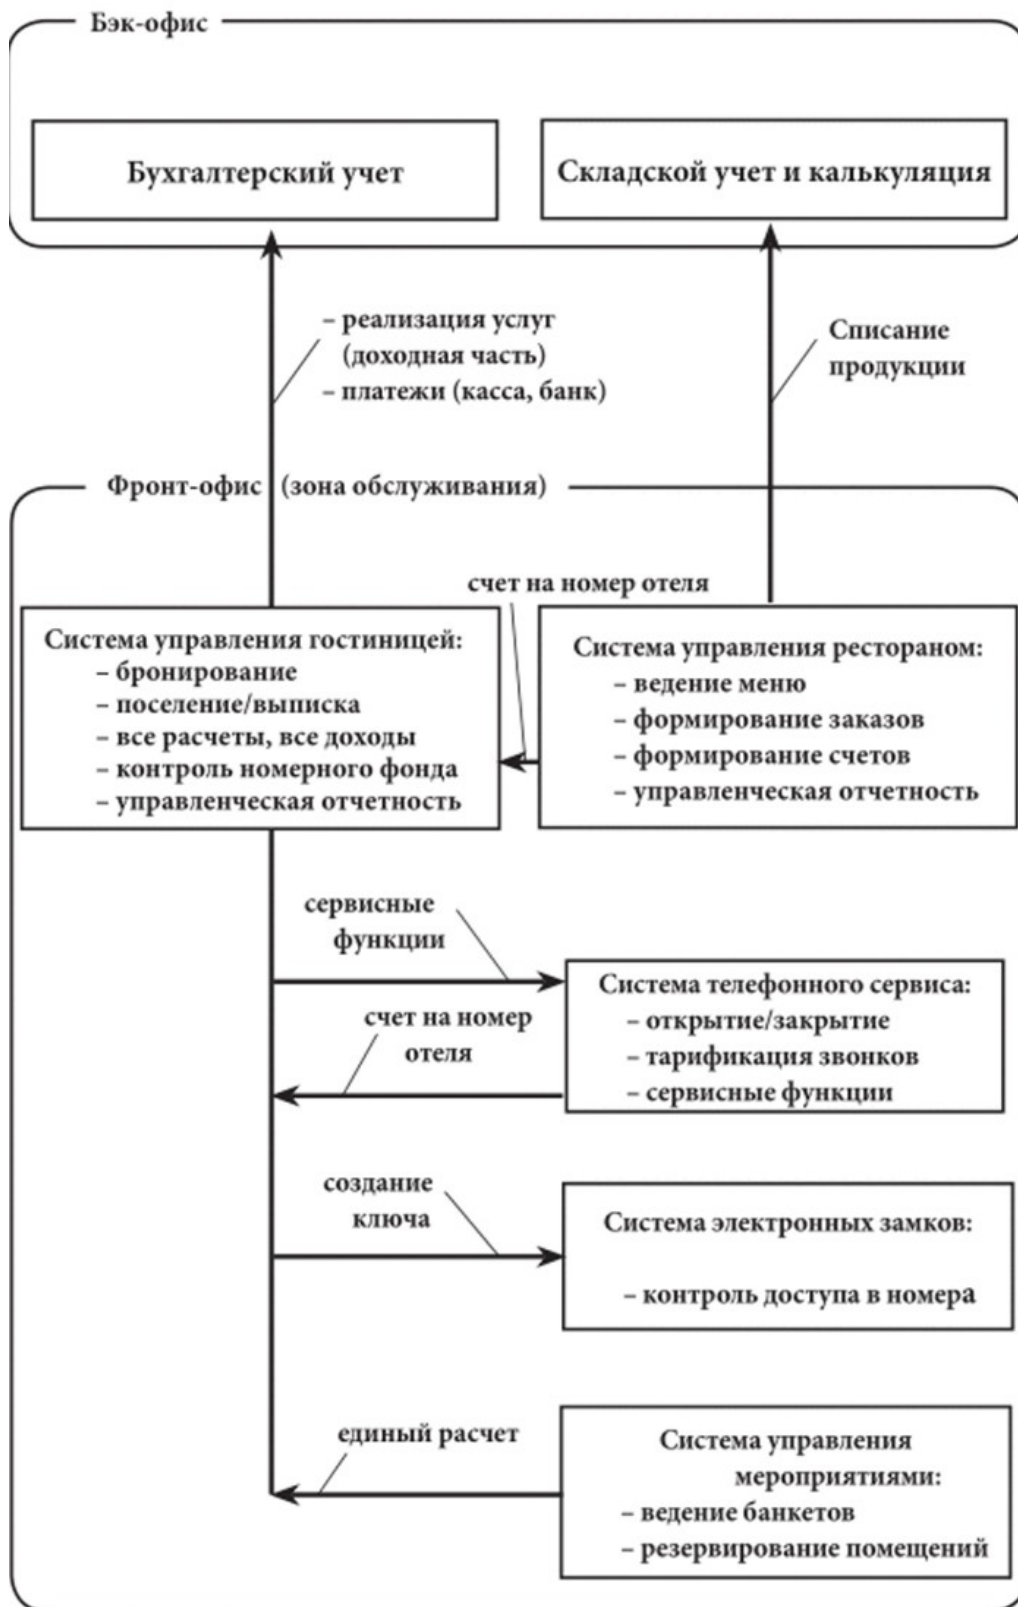 Бэк-офис
Бухгалтерский учет
Складской учет и калькуляция
– реализация услуг
(доходная часть)
– платежи (касса, банк)
Списание
продукции
Фронт-офис (зона обслуживания)
счет на номер отеля
Система управления гостиницей:
– бронирование
– поселение/выписка
– все расчеты, все доходы
– контроль номерного фонда
– управленческая отчетность
Система управления рестораном:
– ведение меню
– формирование заказов
– формирование счетов
– управленческая отчетность
сервисные
функции
Система телефонного сервиса:
– открытие/закрытие
– тарификация звонков
– сервисные функции
счет на номер
отеля
создание
ключа
Система электронных замков:
– контроль доступа в номера
единый расчет
Система управления
мероприятиями:
– ведение банкетов
– резервирование помещений